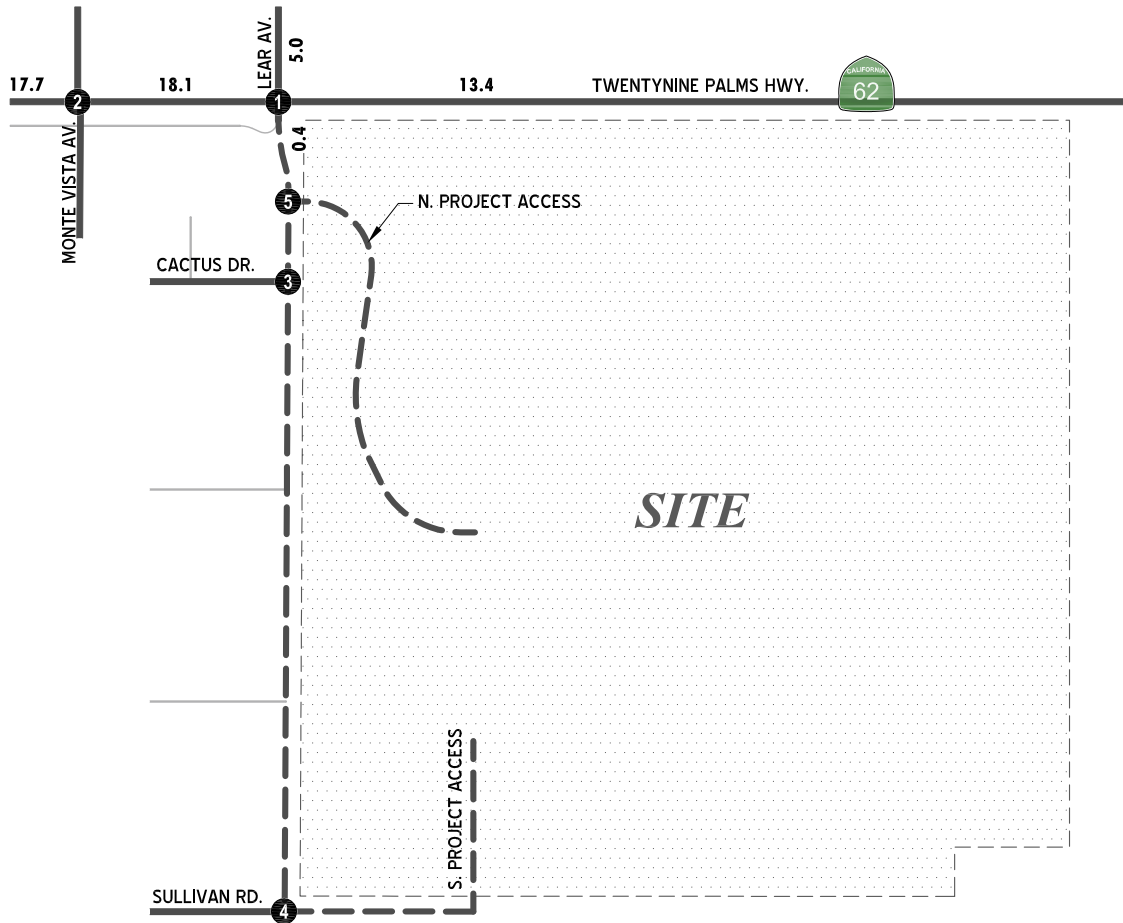 LEAR AV.
5.0
17.7
18.1
13.4
TWENTYNINE PALMS HWY.
CALIFORNIA
62
2
1
MONTE VISTA AV.
0.4
5
N. PROJECT ACCESS
CACTUS DR.
3
SITE
S. PROJECT ACCESS
SULLIVAN RD.
4